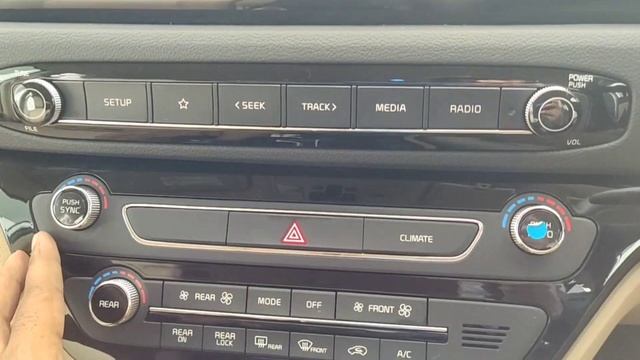 TUNE
POWER
PUSH
SETUP
< SEEK
TRACK >
MEDIA
RADIO
FILE
VOL
PUSH
SYNC
CLIMATE
REAR
REAR
MODE
OFF
FRONT
REAR
ON
REAR
LOCK
REAR
FRONT
A/C